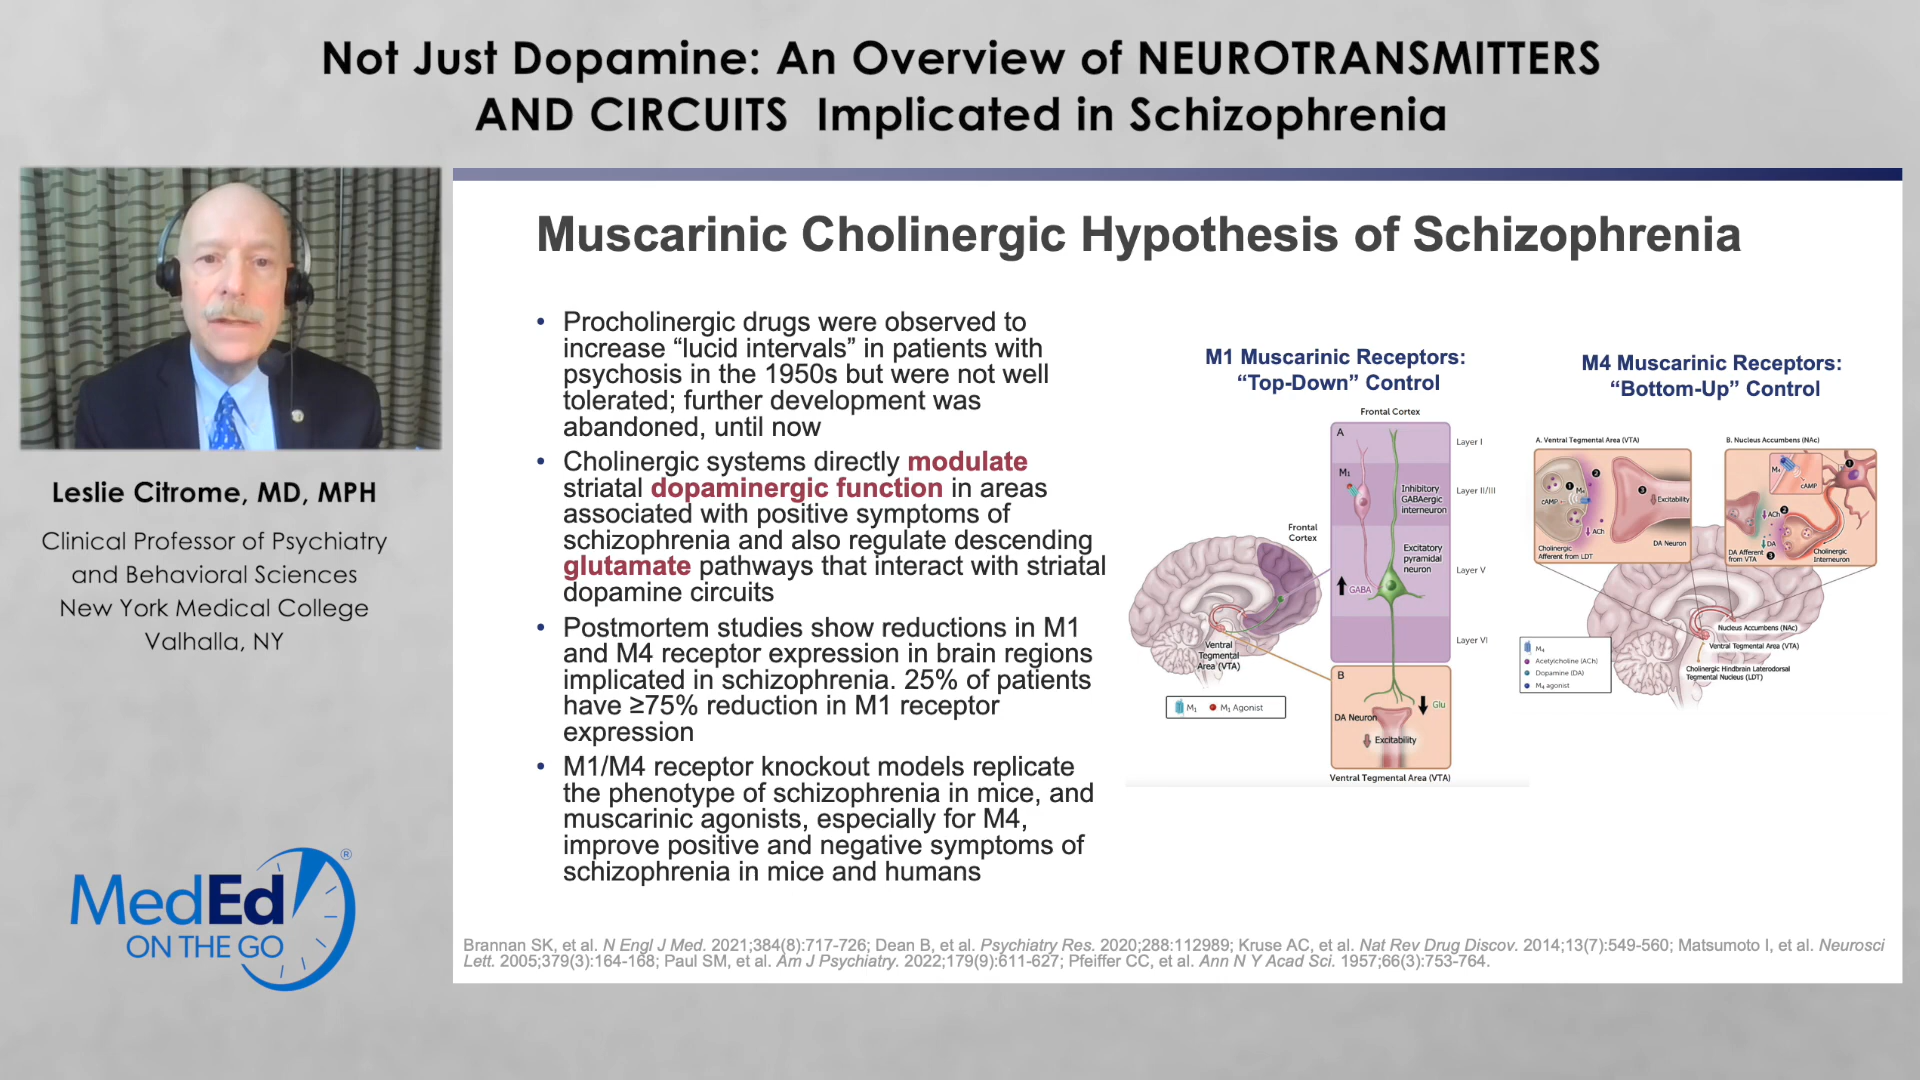 Not Just Dopamine: An Overview of NEUROTRANSMITTERS
AND CIRCUITS Implicated in Schizophrenia
Leslie Citrome, MD, MPH
Clinical Professor of Psychiatry
and Behavioral Sciences
New York Medical College
Valhalla, NY
MedEd®
ON THE GO
Muscarinic Cholinergic Hypothesis of Schizophrenia
• Procholinergic drugs were observed to
increase “lucid intervals” in patients with
psychosis in the 1950s but were not well
tolerated; further development was
abandoned, until now
• Cholinergic systems directly modulate
striatal dopaminergic function in areas
associated with positive symptoms of
schizophrenia and also regulate descending
glutamate pathways that interact with striatal
dopamine circuits
• Postmortem studies show reductions in M1
and M4 receptor expression in brain regions
implicated in schizophrenia. 25% of patients
have ≥75% reduction in M1 receptor
expression
• M1/M4 receptor knockout models replicate
the phenotype of schizophrenia in mice, and
muscarinic agonists, especially for M4,
improve positive and negative symptoms of
schizophrenia in mice and humans
M1 Muscarinic Receptors:
“Top-Down” Control
Frontal Cortex
A
Layer I
M₁
Layer II/III
Inhibitory
GABAergic
interneuron
Frontal
Cortex
Excitatory
pyramidal
neuron
Layer V
GABA
Layer VI
Ventral
Tegmental
Area (VTA)
B
Glu
DA Neuron
Excitability
M₁
M₁ Agonist
Ventral Tegmental Area (VTA)
M4 Muscarinic Receptors:
“Bottom-Up” Control
A. Ventral Tegmental Area (VTA)
1
2
3
cAMP
M₄
ACh
Excitability
DA Neuron
Cholinergic
Afferent from LDT
B. Nucleus Accumbens (NAc)
M₄
cAMP
1
ACh
2
DA
3
DA Afferent
from VTA
Cholinergic
Interneuron
Nucleus Accumbens (NAc)
Ventral Tegmental Area (VTA)
Cholinergic Hindbrain Laterodorsal
Tegmental Nucleus (LDT)
M₄
Acetylcholine (ACh)
Dopamine (DA)
M₄ agonist
Brannan SK, et al. N Engl J Med. 2021;384(8):717-726; Dean B, et al. Psychiatry Res. 2020;288:112989; Kruse AC, et al. Nat Rev Drug Discov. 2014;13(7):549-560; Matsumoto I, et al. Neurosci
Lett. 2005;379(3):164-168; Paul SM, et al. Am J Psychiatry. 2022;179(9):611-627; Pfeiffer CC, et al. Ann N Y Acad Sci. 1957;66(3):753-764.